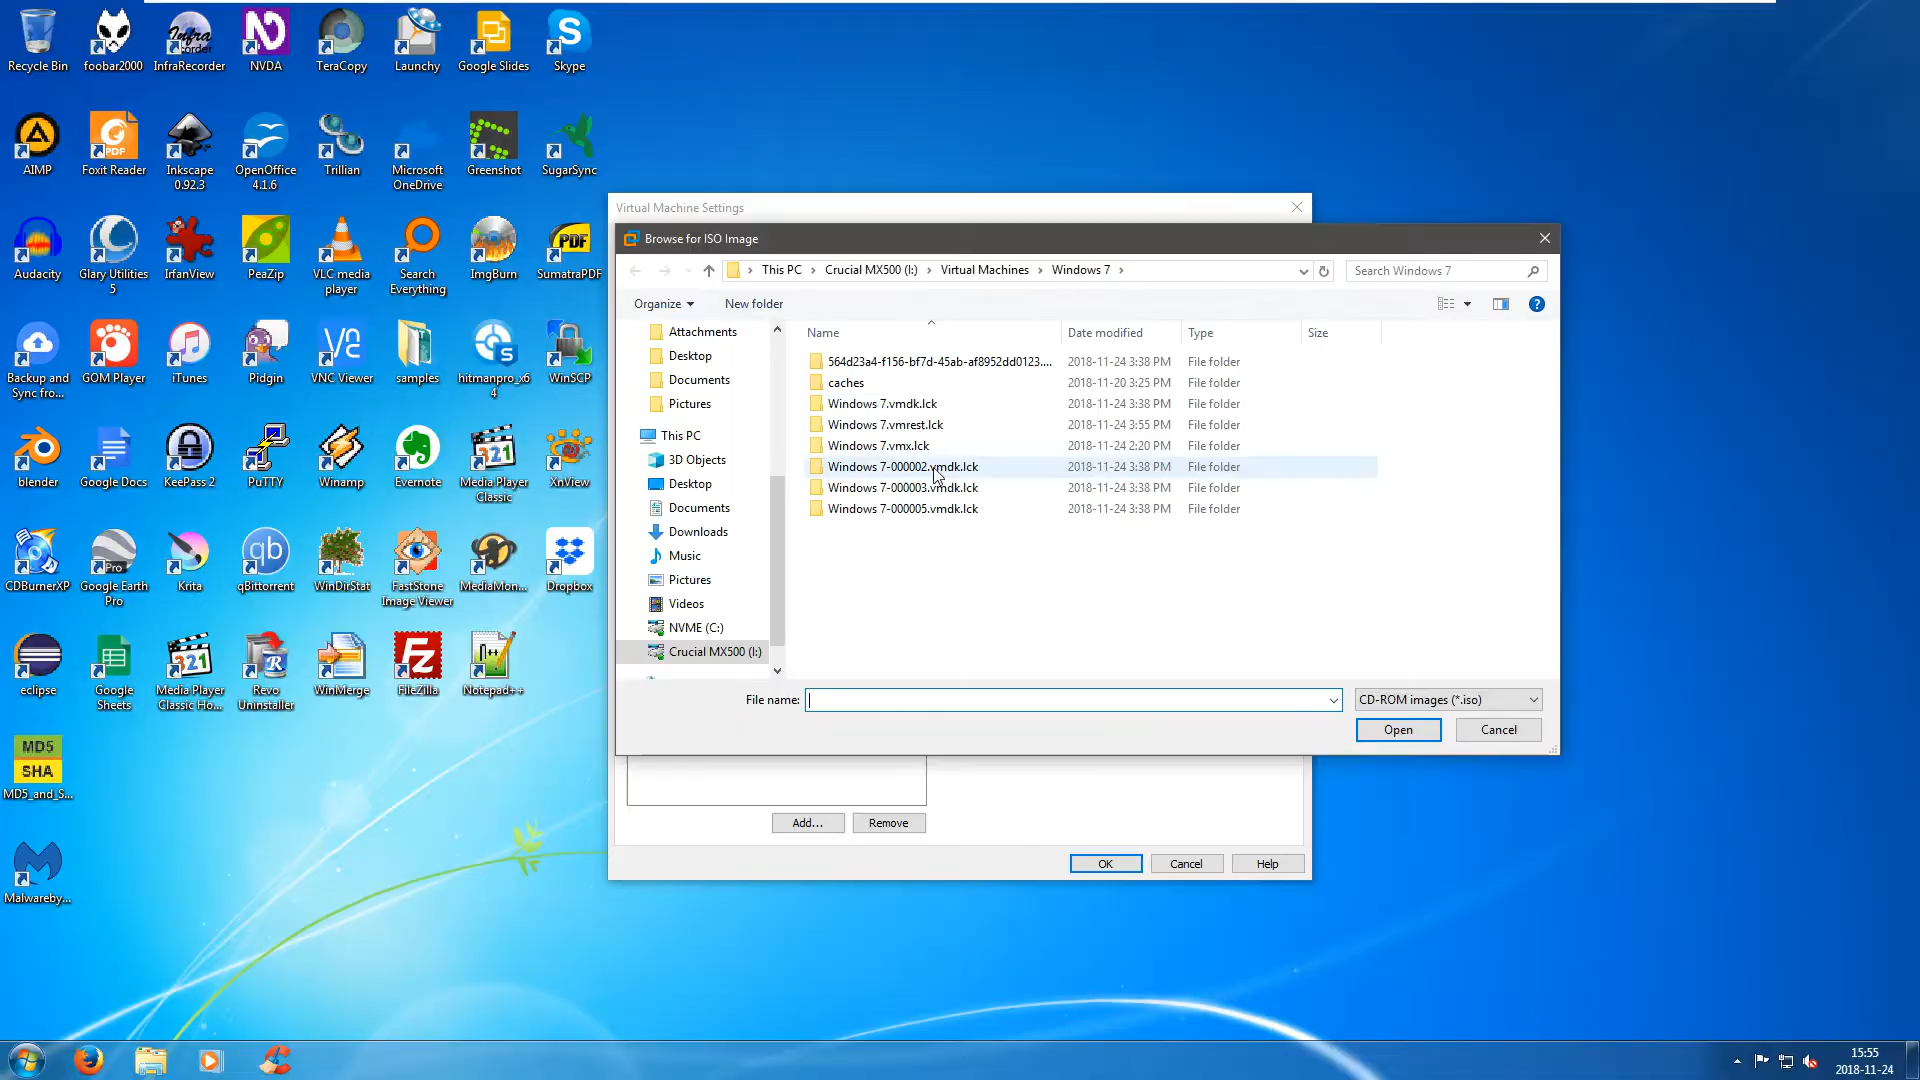 Recycle Bin
foobar2000
InfraRecorder
NVDA
TeraCopy
Launchy
Google Slides
Skype
AIMP
Foxit Reader
Inkscape
0.92.3
OpenOffice
4.1.6
Trillian
Microsoft
OneDrive
Greenshot
SugarSync
Audacity
Glary Utilities
5
IrfanView
PeaZip
VLC media
player
Search
Everything
ImgBurn
SumatraPDF
Backup and
Sync fro...
GOM Player
iTunes
Pidgin
VNC Viewer
samples
hitmanpro_x6
4
WinSCP
blender
Google Docs
KeePass 2
PuTTY
Winamp
Evernote
Media Player
Classic
XnView
CDBurnerXP
Google Earth
Pro
Krita
qBittorrent
WinDirStat
FastStone
Image Viewer
MediaMon...
Dropbox
eclipse
Google
Sheets
Media Player
Classic Ho...
Revo
Uninstaller
WinMerge
FileZilla
Notepad++
MD5
SHA
MD5_and_S...
Malwareby...
Virtual Machine Settings
Browse for ISO Image
This PC > Crucial MX500 (I:) > Virtual Machines > Windows 7 >
Search Windows 7
Organize
New folder
Attachments
Desktop
Documents
Pictures
This PC
3D Objects
Desktop
Documents
Downloads
Music
Pictures
Videos
NVME (C:)
Crucial MX500 (I:)
Name Date modified Type Size
564d23a4-f156-bf7d-45ab-af8952dd0123.... 2018-11-24 3:38 PM File folder
caches 2018-11-20 3:25 PM File folder
Windows 7.vmdk.lck 2018-11-24 3:38 PM File folder
Windows 7.vmrest.lck 2018-11-24 3:55 PM File folder
Windows 7.vmx.lck 2018-11-24 2:20 PM File folder
Windows 7-000002.vmdk.lck 2018-11-24 3:38 PM File folder
Windows 7-000003.vmdk.lck 2018-11-24 3:38 PM File folder
Windows 7-000005.vmdk.lck 2018-11-24 3:38 PM File folder
File name:
CD-ROM images (*.iso)
Open
Cancel
Add...
Remove
OK
Cancel
Help
15:55
2018-11-24